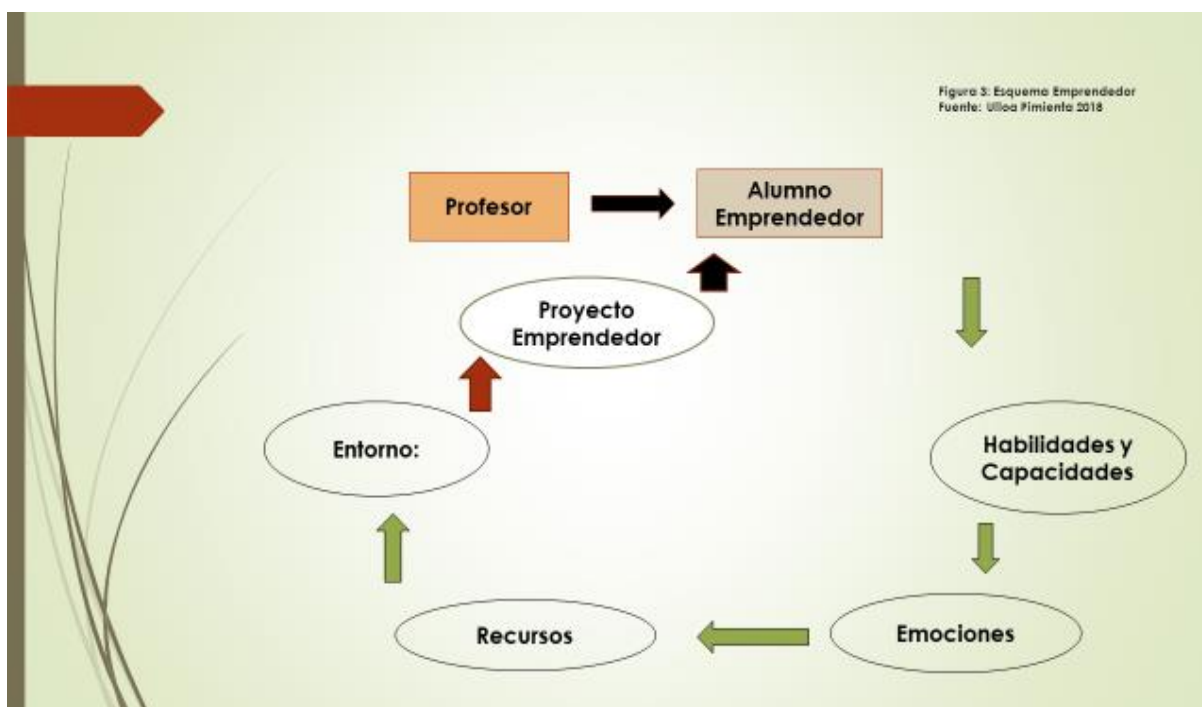 Figura 3: Esquema Emprendedor
Fuente: Ulloa Pimienta 2018
Profesor
Alumno
Emprendedor
Proyecto
Emprendedor
Entorno:
Habilidades y
Capacidades
Recursos
Emociones